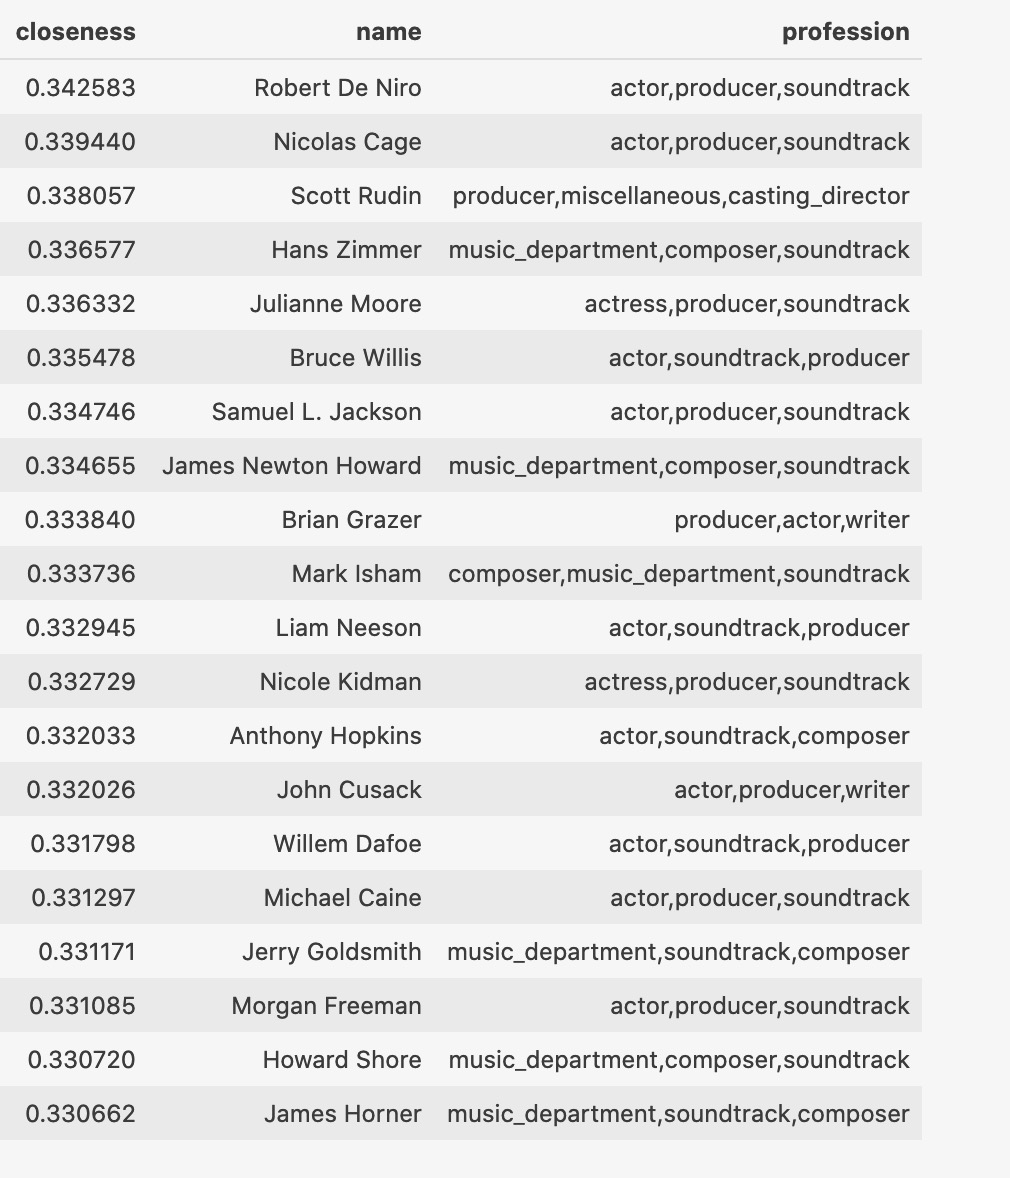 closeness name profession
0.342583 Robert De Niro actor,producer,soundtrack
0.339440 Nicolas Cage actor,producer,soundtrack
0.338057 Scott Rudin producer,miscellaneous,casting_director
0.336577 Hans Zimmer music_department,composer,soundtrack
0.336332 Julianne Moore actress,producer,soundtrack
0.335478 Bruce Willis actor,soundtrack,producer
0.334746 Samuel L. Jackson actor,producer,soundtrack
0.334655 James Newton Howard music_department,composer,soundtrack
0.333840 Brian Grazer producer,actor,writer
0.333736 Mark Isham composer,music_department,soundtrack
0.332945 Liam Neeson actor,soundtrack,producer
0.332729 Nicole Kidman actress,producer,soundtrack
0.332033 Anthony Hopkins actor,soundtrack,composer
0.332026 John Cusack actor,producer,writer
0.331798 Willem Dafoe actor,soundtrack,producer
0.331297 Michael Caine actor,producer,soundtrack
0.331171 Jerry Goldsmith music_department,soundtrack,composer
0.331085 Morgan Freeman actor,producer,soundtrack
0.330720 Howard Shore music_department,composer,soundtrack
0.330662 James Horner music_department,soundtrack,composer